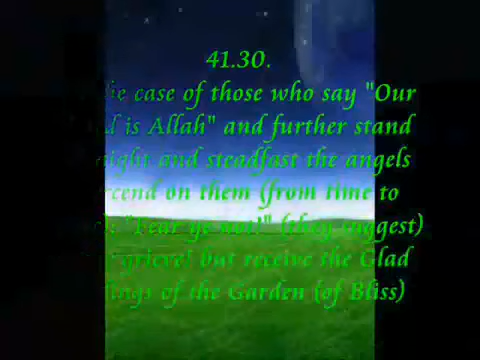 41.30.
case of those who say "Our
is Allah" and further stand
and steadfast the angels
on them (from time to
"Fear ye not!" (they suggest)
grieve! but receive the Glad
of the Garden (of Bliss)